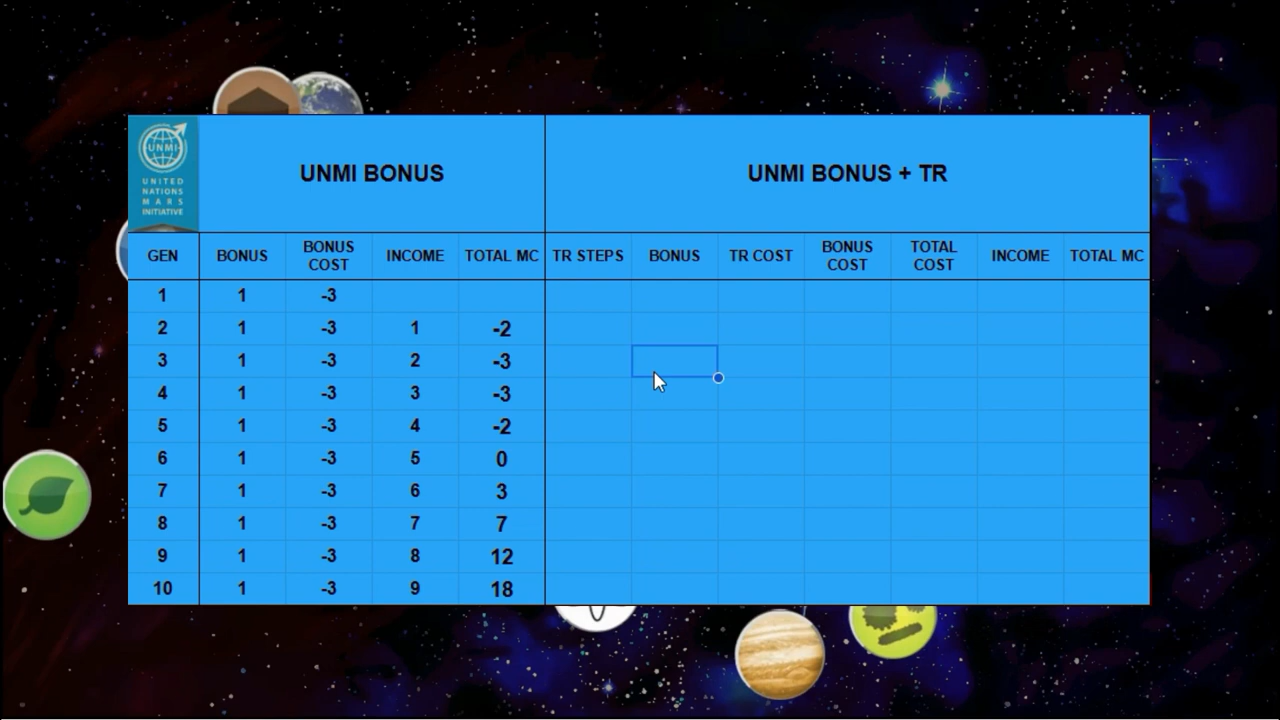 UNMI
UNITED
NATIONS
MARS
INITIATIVE
UNMI BONUS
UNMI BONUS + TR
GEN BONUS BONUS COST INCOME TOTAL MC TR STEPS BONUS TR COST BONUS COST TOTAL COST INCOME TOTAL MC
1 1 -3
2 1 -3 1 -2
3 1 -3 2 -3
4 1 -3 3 -3
5 1 -3 4 -2
6 1 -3 5 0
7 1 -3 6 3
8 1 -3 7 7
9 1 -3 8 12
10 1 -3 9 18